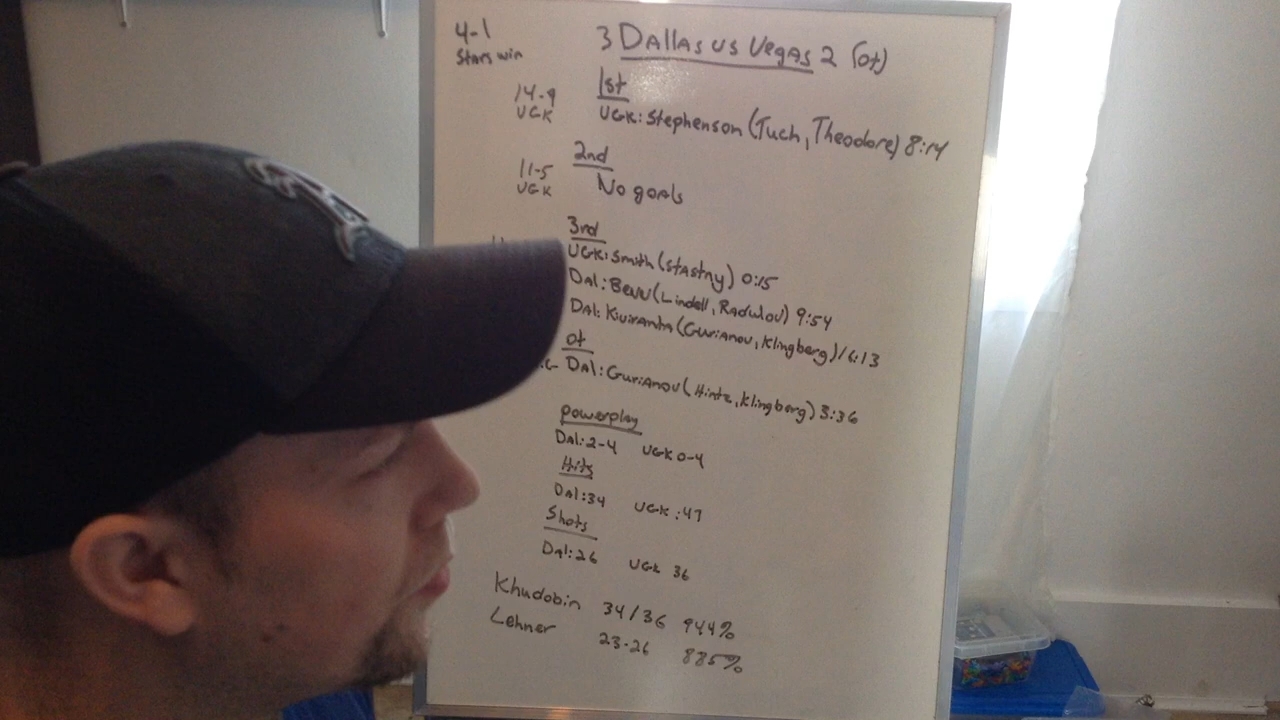 4-1
Stars win
3 Dallas vs Vegas 2 (ot)
1st
14-9
VGK
VGK: Stephenson (Tuch, Theodore) 8:14
2nd
11-5
VGK
No goals
3rd
VGK: Smith (Stastny) 0:15
Dal: Benn (Lindell, Radulov) 9:54
Dal: Kiviranta (Gurianov, Klingberg) 16:13
ot
Dal: Gurianov (Hintz, Klingberg) 3:36
powerplay
Dal: 2-4 VGK 0-4
Hits
Dal: 34 VGK: 47
Shots
Dal: 26 VGK 36
Khudobin 34/36 944%
Lehner 23-26 885%